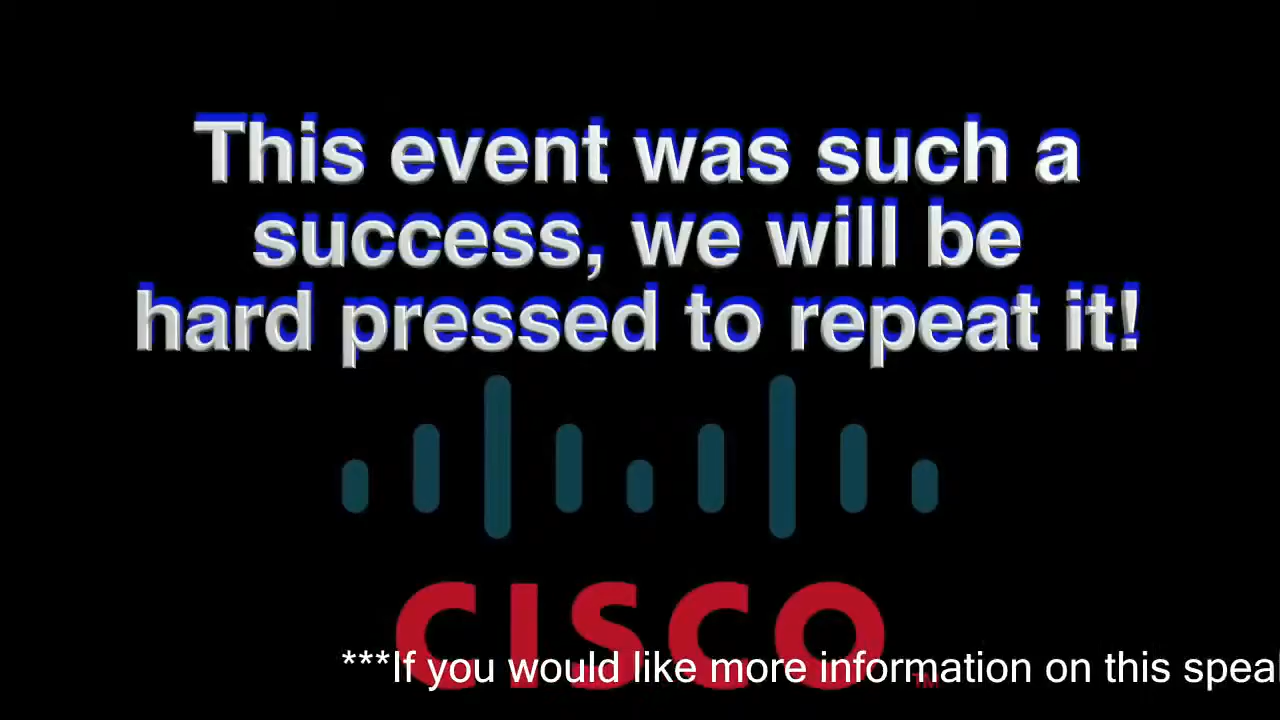 This event was such a
success, we will be
hard pressed to repeat it!
CISCO
TM
***If you would like more information on this